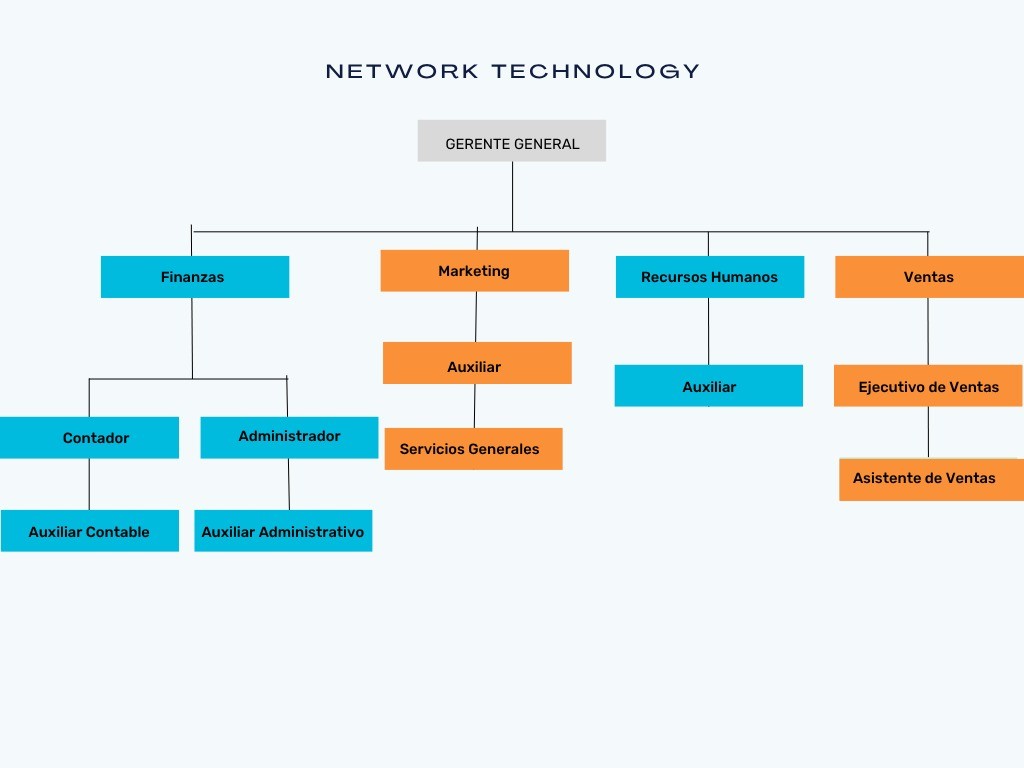 NETWORK TECHNOLOGY
GERENTE GENERAL
Finanzas
Marketing
Recursos Humanos
Ventas
Auxiliar
Auxiliar
Ejecutivo de Ventas
Contador
Administrador
Servicios Generales
Asistente de Ventas
Auxiliar Contable
Auxiliar Administrativo